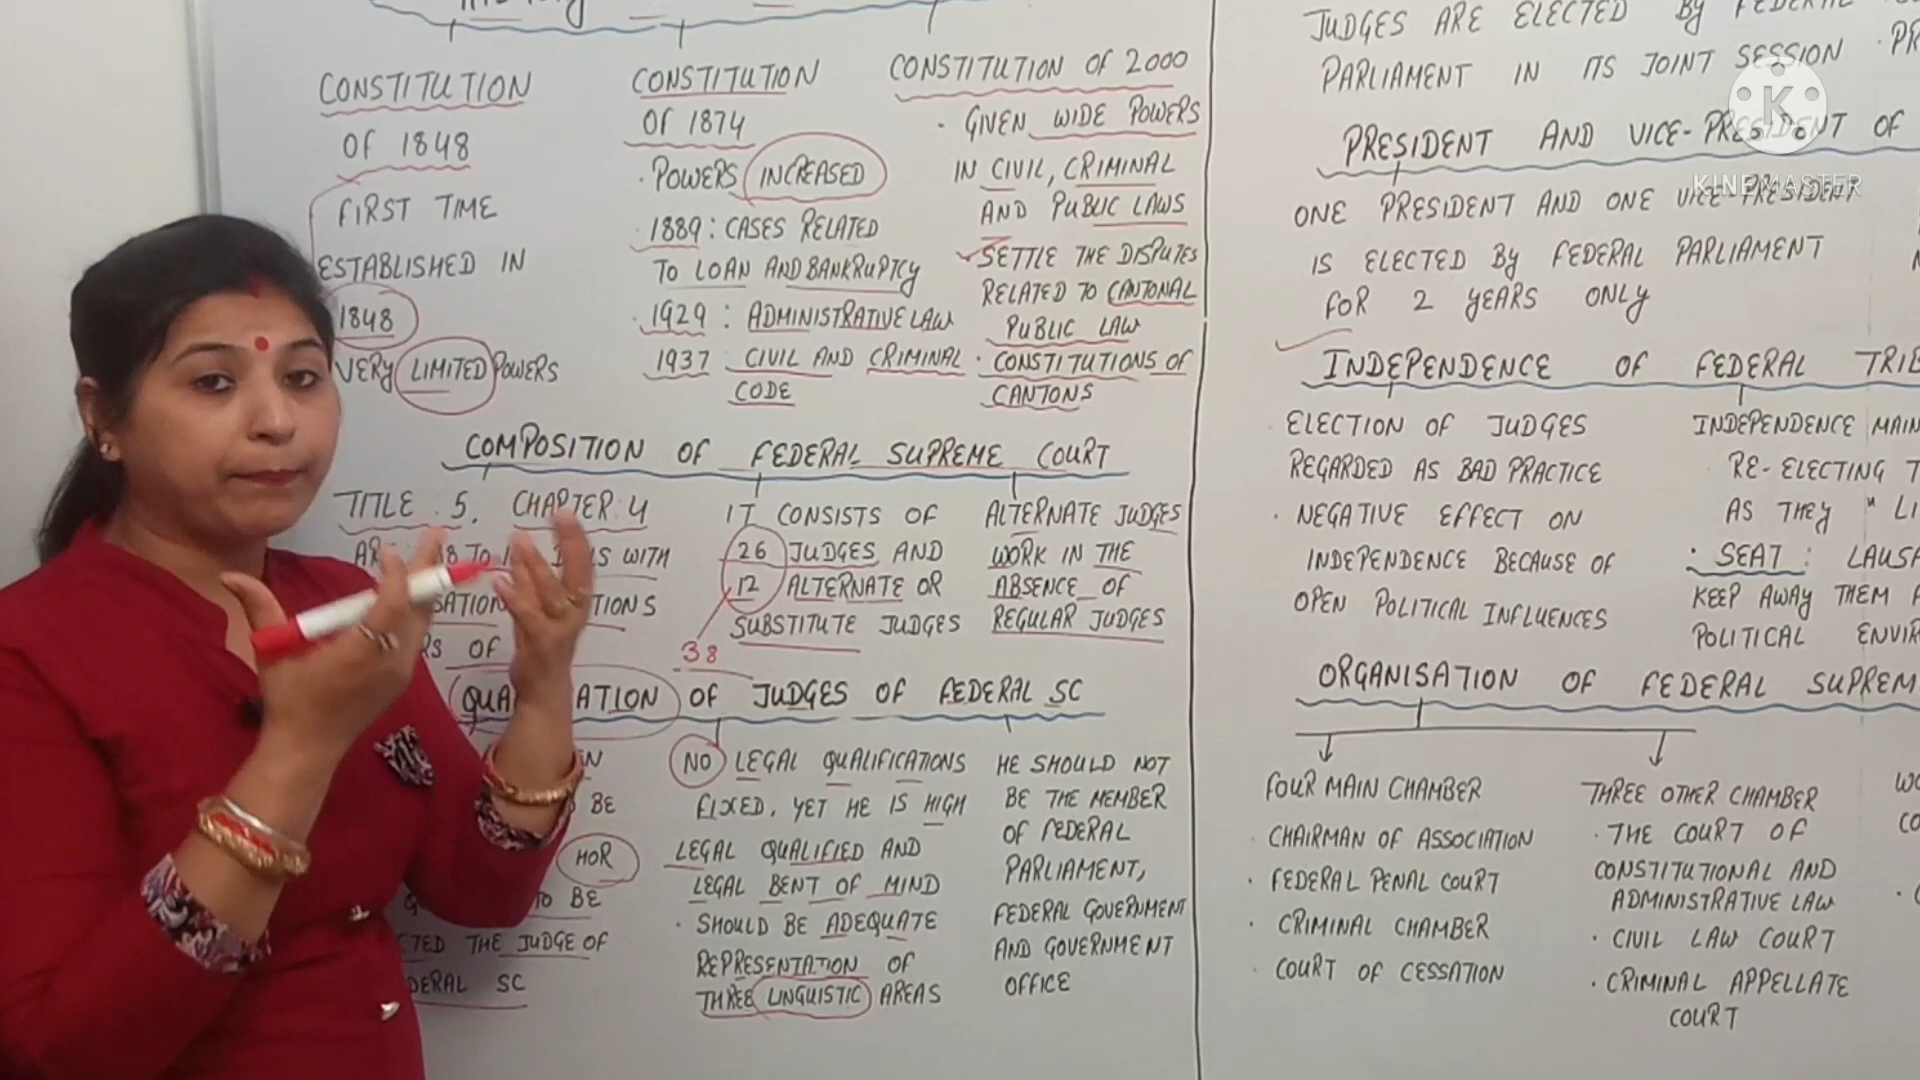 CONSTITUTION
OF 1848
FIRST TIME
ESTABLISHED IN
1848
VERY LIMITED POWERS
CONSTITUTION
OF 1874
· POWERS INCREASED
· 1889 : CASES RELATED
TO LOAN AND BANKRUPTCY
· 1929 : ADMINISTRATIVE LAW
1937 CIVIL AND CRIMINAL
CODE
CONSTITUTION OF 2000
· GIVEN WIDE POWERS
IN CIVIL, CRIMINAL
AND PUBLIC LAWS
SETTLE THE DISPUTES
RELATED TO CANTONAL
PUBLIC LAW
· CONSTITUTIONS OF
CANTONS
COMPOSITION OF FEDERAL SUPREME COURT
TITLE 5, CHAPTER 4
WITH
OF
IT CONSISTS OF
26 JUDGES AND
12 ALTERNATE OR
SUBSTITUTE JUDGES
38
ALTERNATE JUDGES
WORK IN THE
ABSENCE OF
REGULAR JUDGES
OF JUDGES OF FEDERAL SC
BE
MOR
TO BE
THE JUDGE OF
SC
NO LEGAL QUALIFICATIONS
FIXED, YET HE IS HIGH
LEGAL QUALIFIED AND
LEGAL BENT OF MIND
· SHOULD BE ADEQUATE
REPRESENTATION OF
THREE LINGUISTIC AREAS
HE SHOULD NOT
BE THE MEMBER
OF FEDERAL
PARLIAMENT,
FEDERAL GOVERNMENT
AND GOVERNMENT
OFFICE
JUDGES ARE ELECTED By FEDERAL
PARLIAMENT IN ITS JOINT SESSION
PRESIDENT AND VICE-PRESIDENT OF
K
KINEMASTER
ONE PRESIDENT AND ONE VICE-PRESIDENT
IS ELECTED By FEDERAL PARLIAMENT
FOR 2 YEARS ONLY
INDEPENDENCE OF FEDERAL
ELECTION OF JUDGES
REGARDED AS BAD PRACTICE
· NEGATIVE EFFECT ON
INDEPENDENCE BECAUSE OF
OPEN POLITICAL INFLUENCES
INDEPENDENCE
RE-ELECTING
AS THEY
· SEAT :
KEEP AWAY THEM
POLITICAL
ORGANISATION OF FEDERAL
FOUR MAIN CHAMBER
· CHAIRMAN OF ASSOCIATION
· FEDERAL PENAL COURT
· CRIMINAL CHAMBER
· COURT OF CESSATION
THREE OTHER CHAMBER
· THE COURT OF
CONSTITUTIONAL AND
ADMINISTRATIVE LAW
· CIVIL LAW COURT
· CRIMINAL APPELLATE
COURT